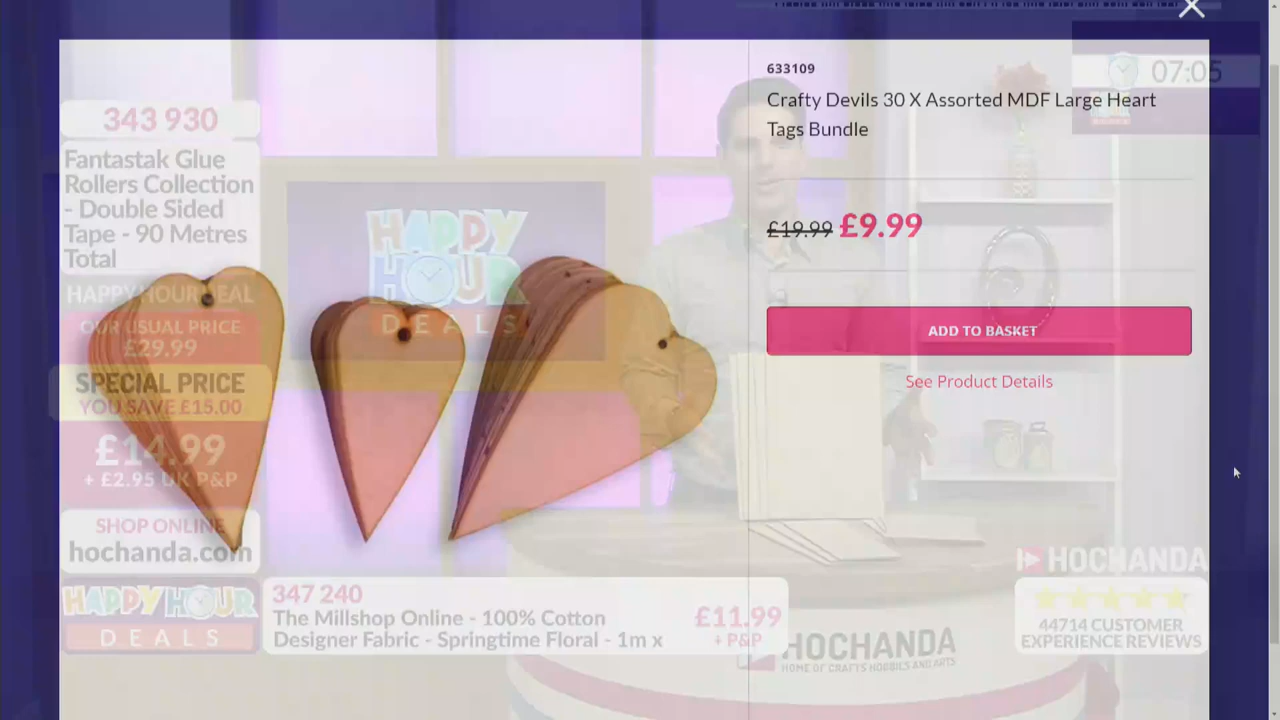 07:05
633109
Crafty Devils 30 X Assorted MDF Large Heart
Tags Bundle
£19.99 £9.99
ADD TO BASKET
See Product Details
343 930
Fantastak Glue
Rollers Collection
- Double Sided
Tape - 90 Metres
Total
HAPPY HOUR DEAL
OUR USUAL PRICE
£29.99
SPECIAL PRICE
YOU SAVE £15.00
£14.99
+ £2.95 UK P&P
SHOP ONLINE
hochanda.com
HAPPY
HOUR
DEALS
HAPPY HOUR
DEALS
347 240
The Millshop Online - 100% Cotton
Designer Fabric - Springtime Floral - 1m x
£11.99
+ P&P
HOCHANDA
HOME OF CRAFTS HOBBIES AND ARTS
HOCHANDA
44714 CUSTOMER
EXPERIENCE REVIEWS